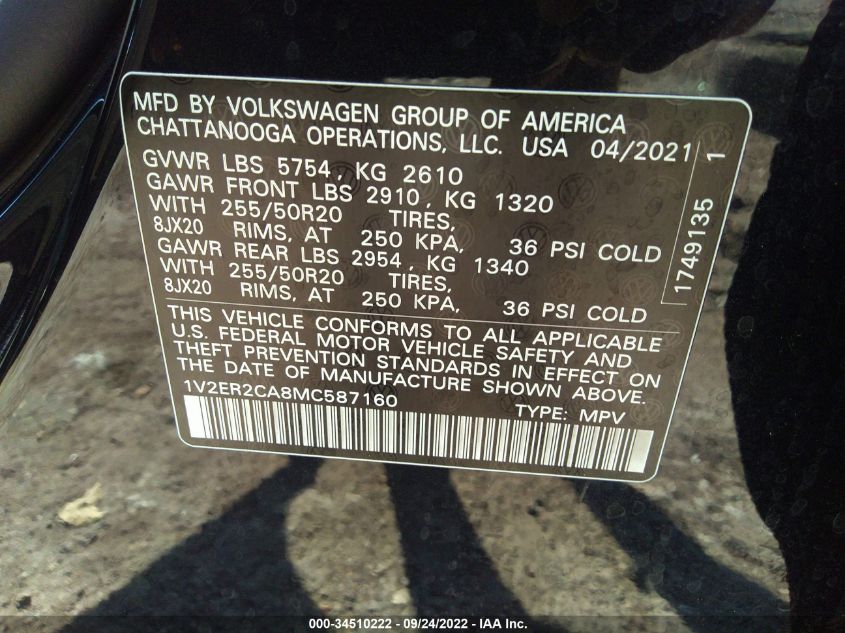 MFD BY VOLKSWAGEN GROUP OF AMERICA
CHATTANOOGA OPERATIONS, LLC. USA 04/2021
GVWR LBS 5754, KG 2610
GAWR FRONT LBS 2910, KG 1320
WITH 255/50R20 TIRES,
8JX20 RIMS, AT 250 KPA, 36 PSI COLD
GAWR REAR LBS 2954, KG 1340
WITH 255/50R20 TIRES,
8JX20 RIMS, AT 250 KPA, 36 PSI COLD
1749135 1
THIS VEHICLE CONFORMS TO ALL APPLICABLE
U.S. FEDERAL MOTOR VEHICLE SAFETY AND
THEFT PREVENTION STANDARDS IN EFFECT ON
THE DATE OF MANUFACTURE SHOWN ABOVE.
1V2ER2CA8MC587160 TYPE: MPV
000-34510222 - 09/24/2022 - IAA Inc.